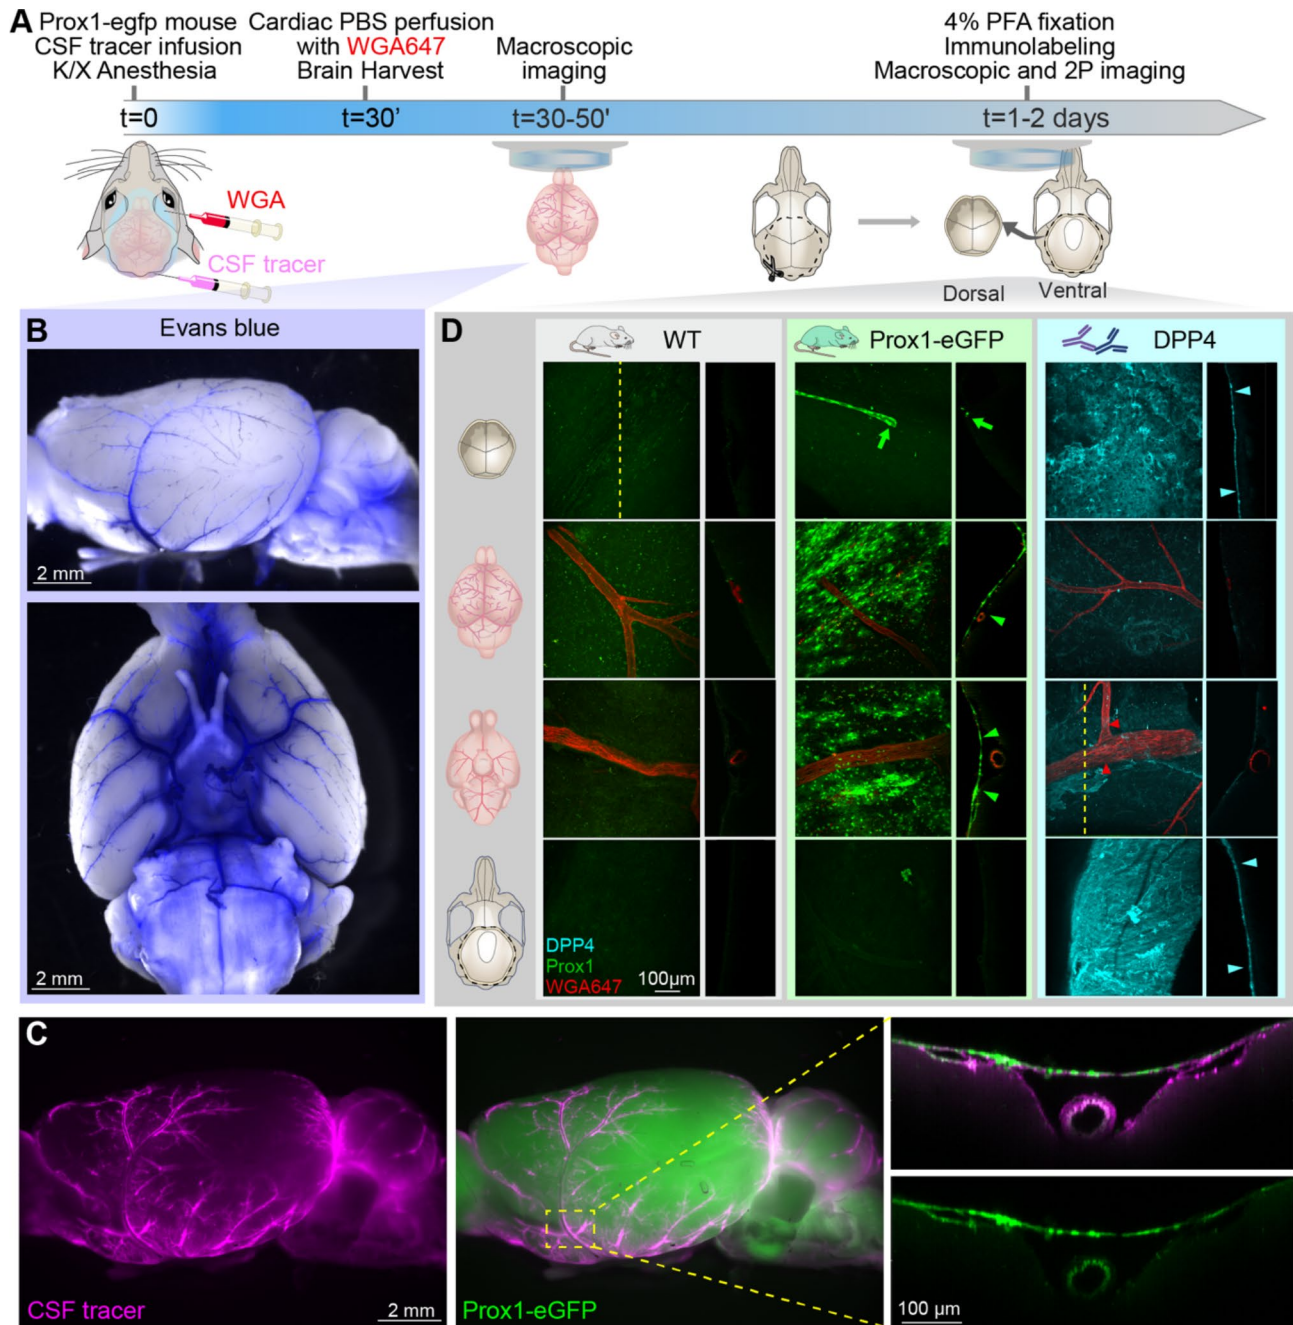 A
Prox1-egfp mouse
CSF tracer infusion
K/X Anesthesia
Cardiac PBS perfusion
with WGA647
Brain Harvest
Macroscopic
imaging
4% PFA fixation
Immunolabeling
Macroscopic and 2P imaging
t=0
t=30'
t=30-50'
t=1-2 days
WGA
CSF tracer
Dorsal
Ventral
B
Evans blue
2 mm
2 mm
D
WT
Prox1-eGFP
DPP4
DPP4
Prox1
WGA647
100µm
C
CSF tracer
2 mm
Prox1-eGFP
100 µm